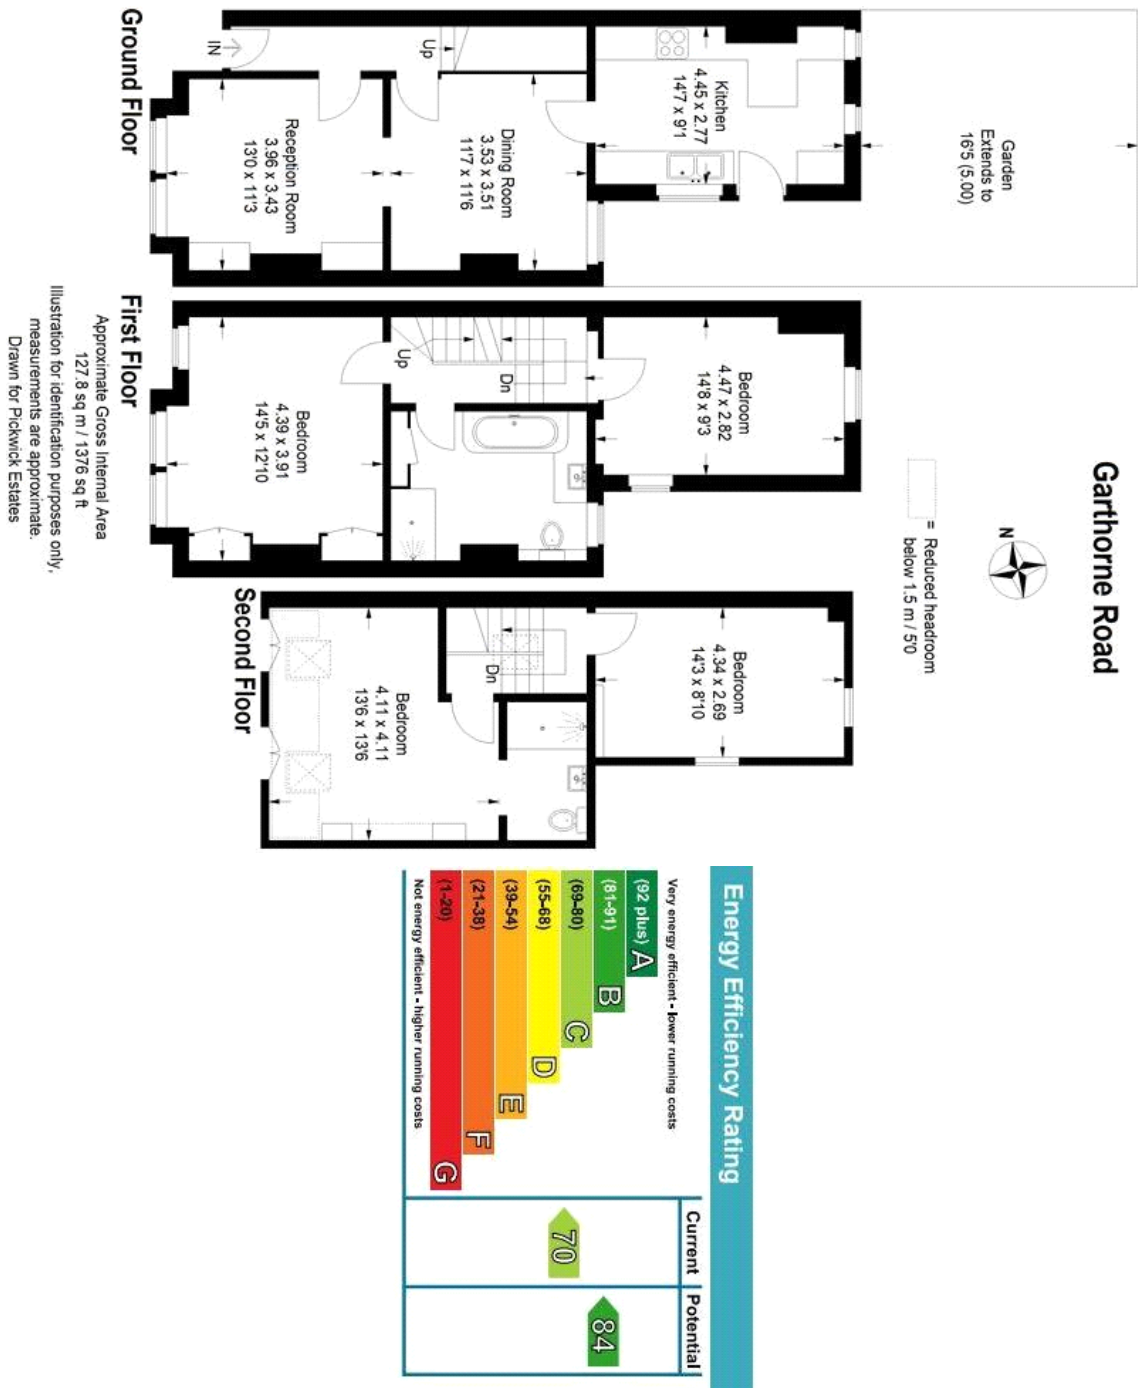 Garthorne Road
N
= Reduced headroom
below 1.5 m / 5'0
Garden
Extends to
16'5 (5.00)
Kitchen
4.45 x 2.77
14'7 x 9'1
Up
Dining Room
3.53 x 3.51
11'7 x 11'6
IN
Reception Room
3.96 x 3.43
13'0 x 11'3
Ground Floor
Bedroom
4.47 x 2.82
14'8 x 9'3
Dn
Up
Bedroom
4.39 x 3.91
14'5 x 12'10
First Floor
Bedroom
4.34 x 2.69
14'3 x 8'10
Dn
Bedroom
4.11 x 4.11
13'6 x 13'6
Second Floor
Approximate Gross Internal Area
127.8 sq m / 1376 sq ft
Illustration for identification purposes only,
measurements are approximate.
Drawn for Pickwick Estates
Energy Efficiency Rating
Current Potential
Very energy efficient - lower running costs
(92 plus) A
(81-91) B
(69-80) C
(55-68) D
(39-54) E
(21-38) F
(1-20) G
70
84
Not energy efficient - higher running costs